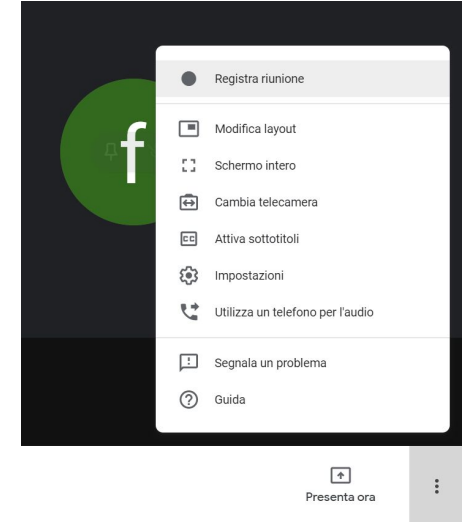 f
Registra riunione
Modifica layout
Schermo intero
Cambia telecamera
CC
Attiva sottotitoli
Impostazioni
Utilizza un telefono per l'audio
Segnala un problema
Guida
Presenta ora